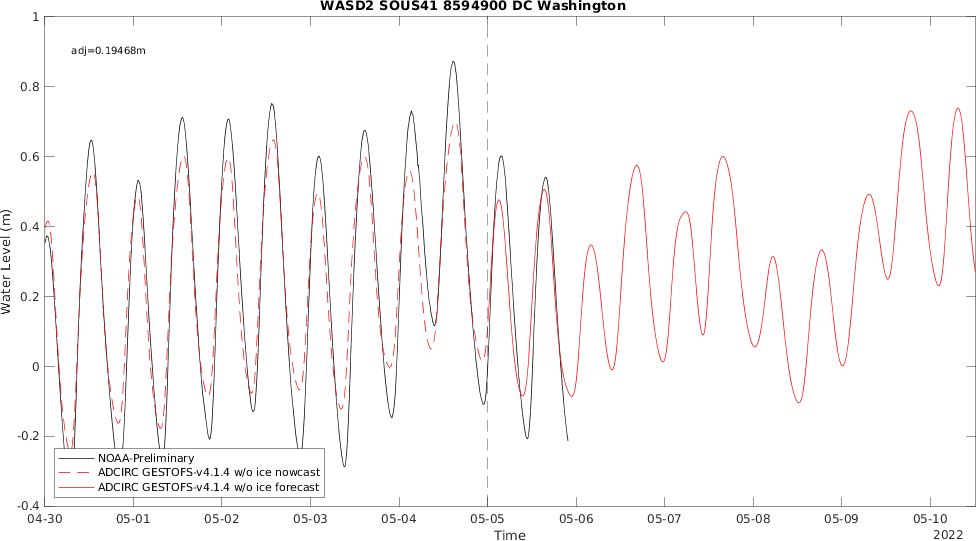 WASD2 SOUS41 8594900 DC Washington
adj=0.19468m
1
0.8
0.6
0.4
0.2
0
-0.2
-0.4
Water Level (m)
NOAA-Preliminary
ADCIRC GESTOFS-v4.1.4 w/o ice nowcast
ADCIRC GESTOFS-v4.1.4 w/o ice forecast
04-30 05-01 05-02 05-03 05-04 05-05 05-06 05-07 05-08 05-09 05-10
Time
2022